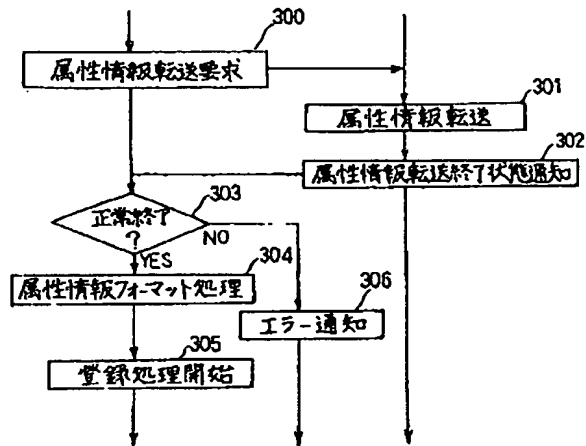 300
属性情報転送要求
301
属性情報転送
302
属性情報転送終了状態通知
303
正常終了
?
NO
YES
304
属性情報フォーマット処理
306
エラー通知
305
登録処理開始